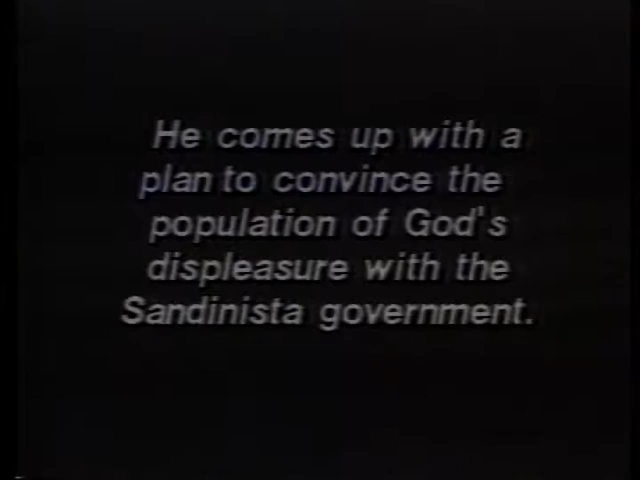 He comes up with a
plan to convince the
population of God's
displeasure with the
Sandinista government.